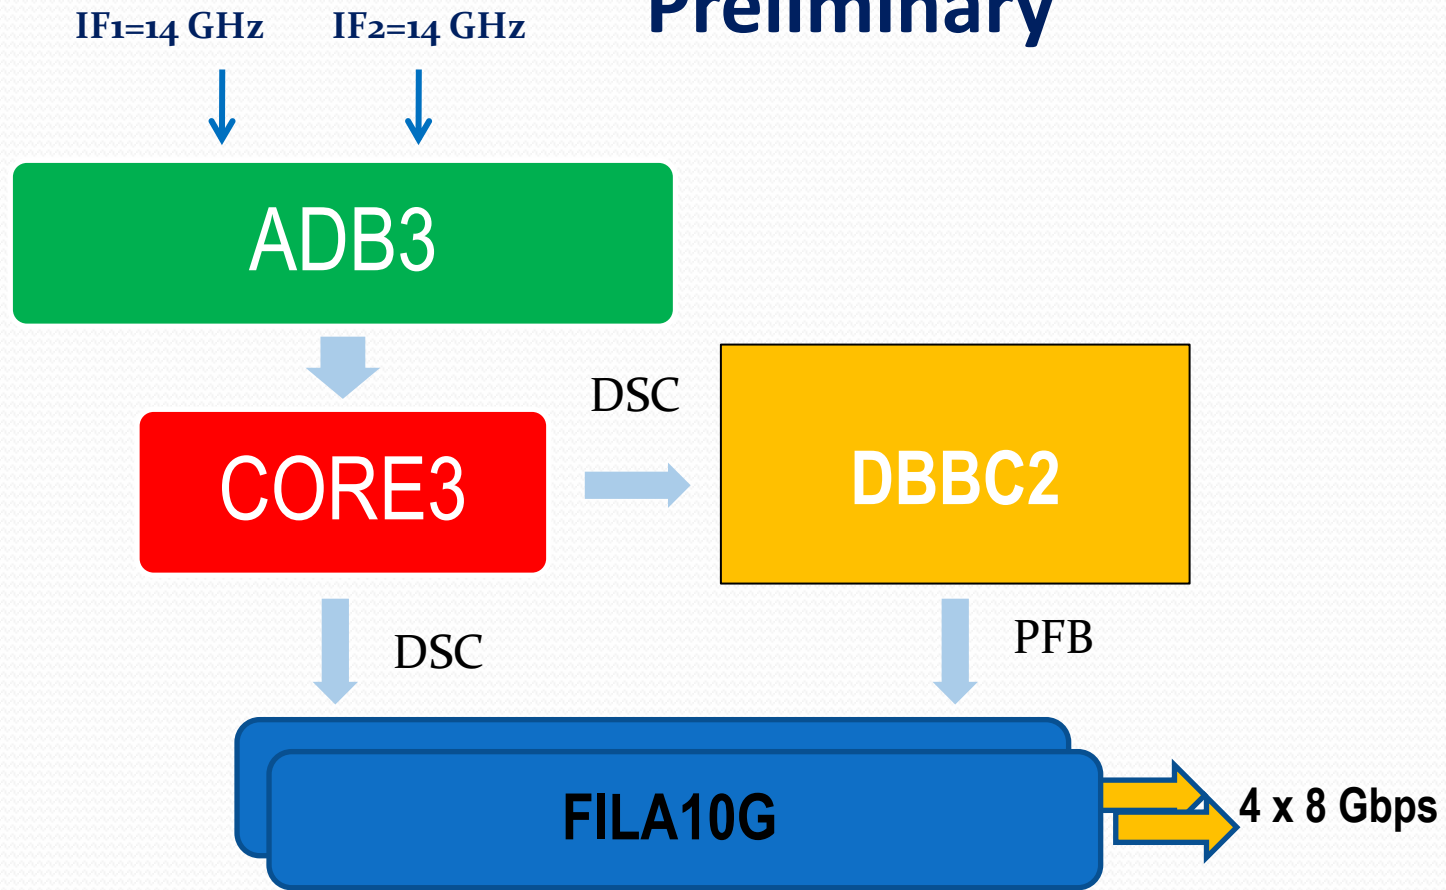 Preliminary
IF1=14 GHz
IF2=14 GHz
ADB3
DSC
CORE3
DBBC2
DSC
PFB
FILA10G
4 x 8 Gbps